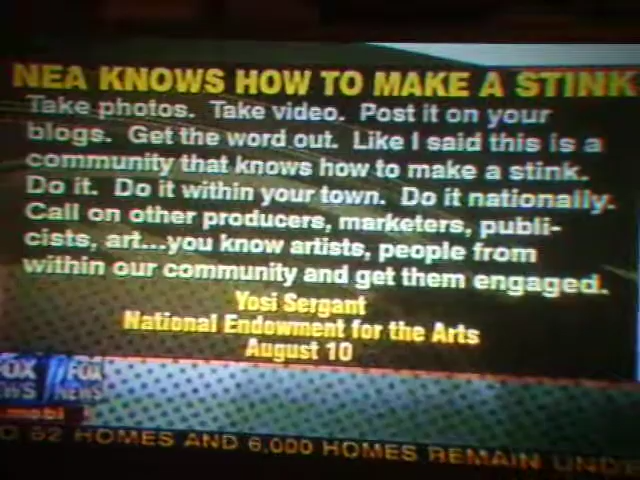 NEA KNOWS HOW TO MAKE A STINK
Take photos. Take video. Post it on your
blogs. Get the word out. Like I said this is a
community that knows how to make a stink.
Do it. Do it within your town. Do it nationally.
Call on other producers, marketers, publi-
cists, art...you know artists, people from
within our community and get them engaged.
Yosi Sergant
National Endowment for the Arts
August 10
FOX FOX
NEWS NEWS
mobi
O 52 HOMES AND 6,000 HOMES REMAIN UND